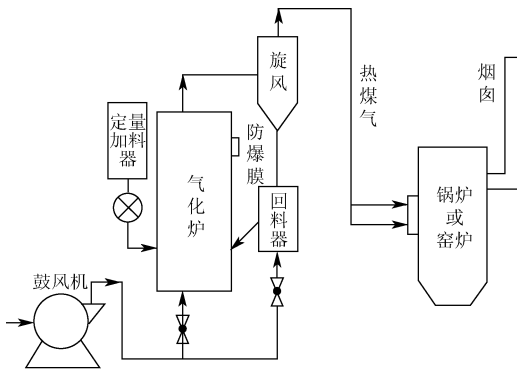 旋
风
热
煤
气
烟
囱
定量
加料
器
防
爆
膜
气
化
炉
回
料
器
锅炉
或
窑炉
鼓风机